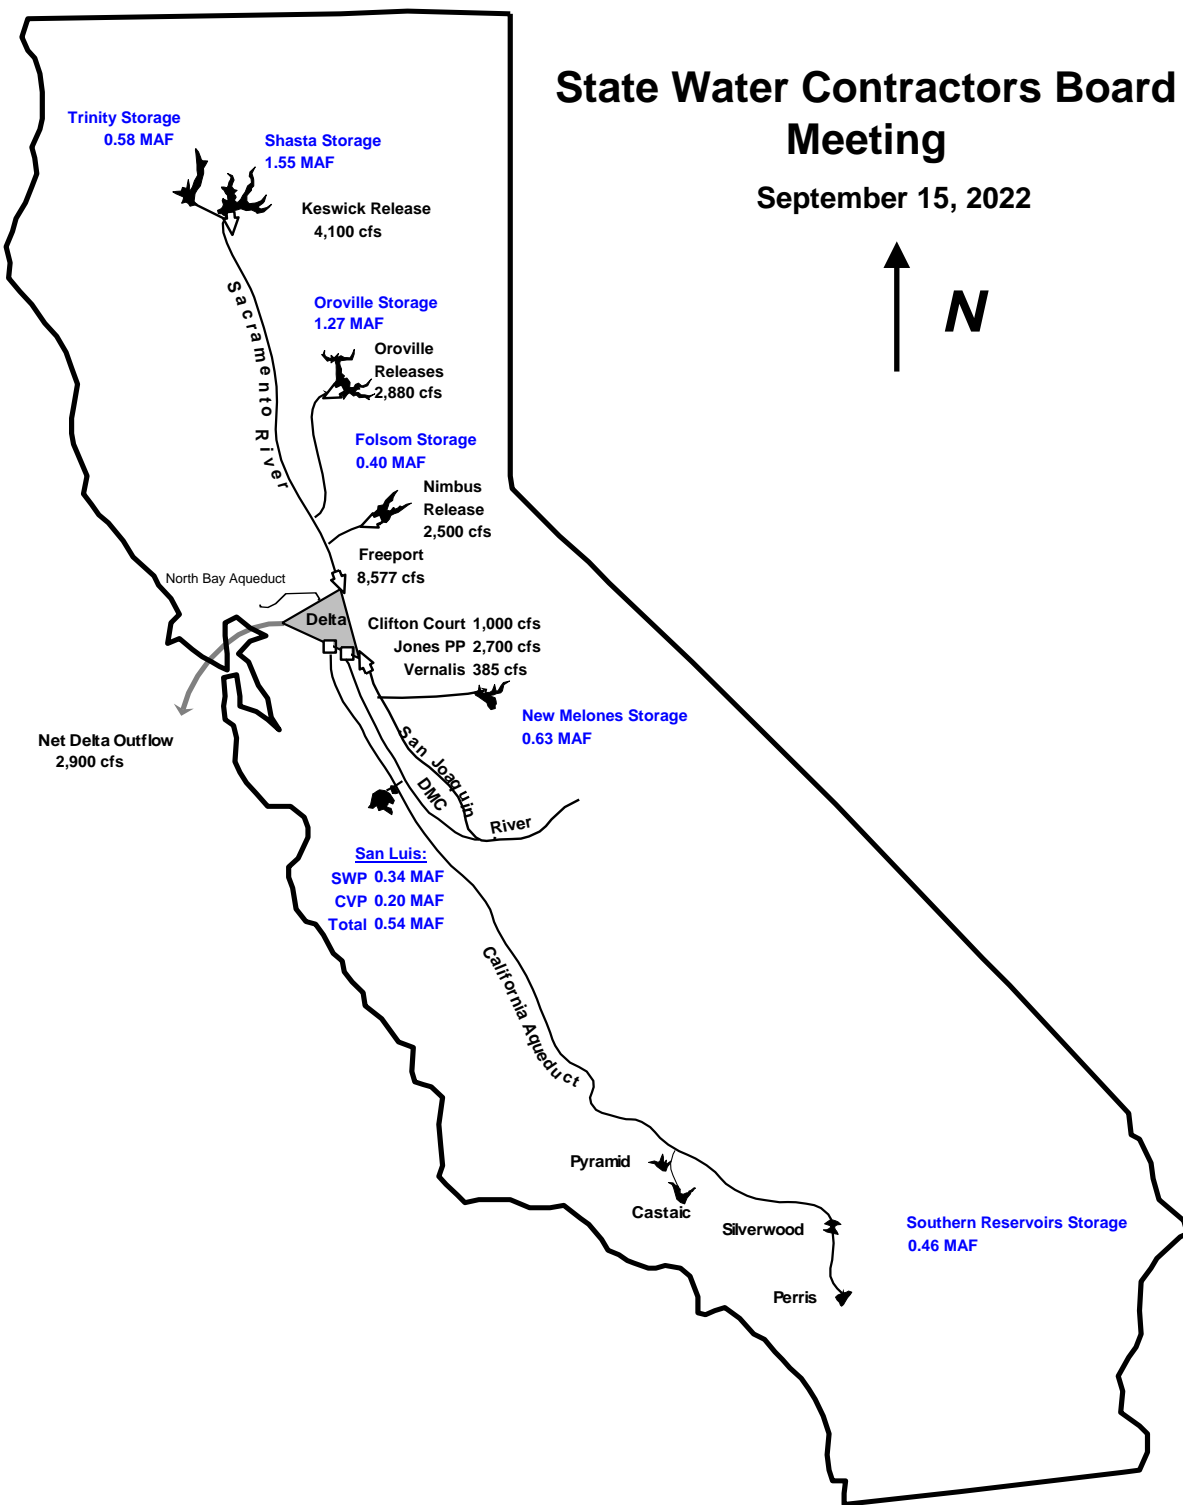 State Water Contractors Board
Meeting
September 15, 2022
N
Trinity Storage
0.58 MAF
Shasta Storage
1.55 MAF
Keswick Release
4,100 cfs
Sacramento River
Oroville Storage
1.27 MAF
Oroville
Releases
2,880 cfs
Folsom Storage
0.40 MAF
Nimbus
Release
2,500 cfs
Freeport
8,577 cfs
North Bay Aqueduct
Delta
Clifton Court 1,000 cfs
Jones PP 2,700 cfs
Vernalis 385 cfs
New Melones Storage
0.63 MAF
Net Delta Outflow
2,900 cfs
San Joaquin
River
DMC
San Luis:
SWP 0.34 MAF
CVP 0.20 MAF
Total 0.54 MAF
California Aqueduct
Pyramid
Castaic
Silverwood
Southern Reservoirs Storage
0.46 MAF
Perris